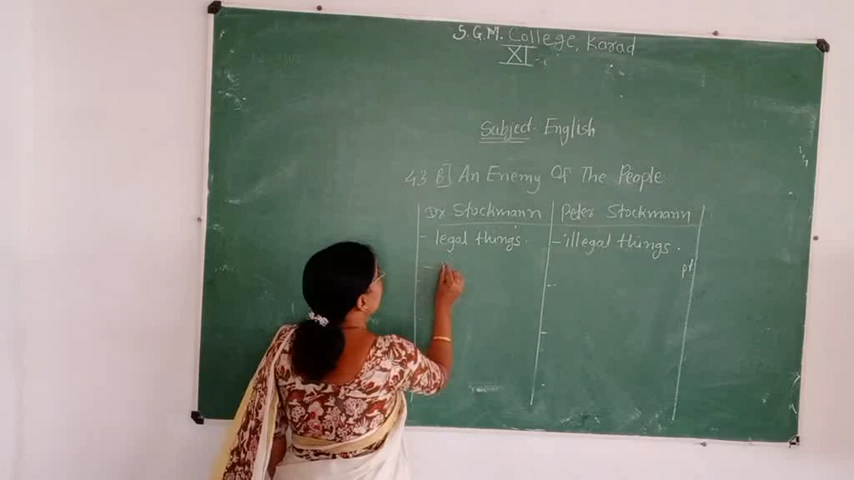 S.G.M. College, Karad
XI
Subject English
4.3 B] An Enemy Of The People
Dr Stockmann Peter Stockmann
- legal things. - illegal things.